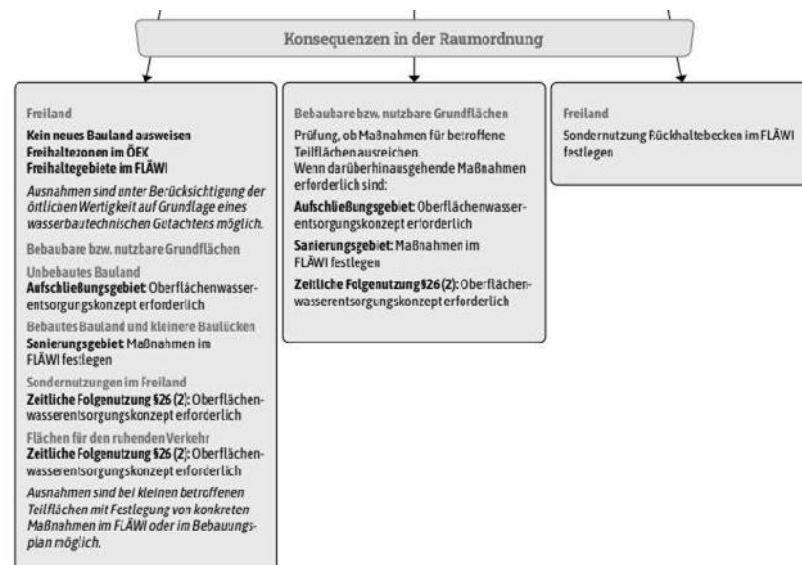 Konsequenzen in der Raumordnung
Freiland
Kein neues Bauland ausweisen
Freihaltezonen im ÖEK
Freihaltegebiete im FLÄWI
Ausnahmen sind unter Berücksichtigung der
örtlichen Wertigkeit auf Grundlage eines
wasserbautechnischen Gutachtens möglich.
Bebaubare bzw. nutzbare Grundflächen
Unbebautes Bauland
Aufschließungsgebiet: Oberflächenwasser-
entsorgungskonzept erforderlich
Bebautes Bauland und kleinere Baulücken
Sanierungsgebiet: Maßnahmen im
FLÄWI festlegen
Sondernutzungen im Freiland
Zeitliche Folgenutzung §26 (2): Oberflächen-
wasserentsorgungskonzept erforderlich
Flächen für den ruhenden Verkehr
Zeitliche Folgenutzung §26 (2): Oberflächen-
wasserentsorgungskonzept erforderlich
Ausnahmen sind bei kleinen betroffenen
Teilflächen mit Festlegung von konkreten
Maßnahmen im FLÄWI oder im Bebauungs-
plan möglich.
Bebaubare bzw. nutzbare Grundflächen
Prüfung, ob Maßnahmen für betroffene
Teilflächen ausreichen.
Wenn darüberhinausgehende Maßnahmen
erforderlich sind:
Aufschließungsgebiet: Oberflächenwasser-
entsorgungskonzept erforderlich
Sanierungsgebiet: Maßnahmen im
FLÄWI festlegen
Zeitliche Folgenutzung §26 (2): Oberflächen-
wasserentsorgungskonzept erforderlich
Freiland
Sondernutzung Rückhaltebecken im FLÄWI
festlegen